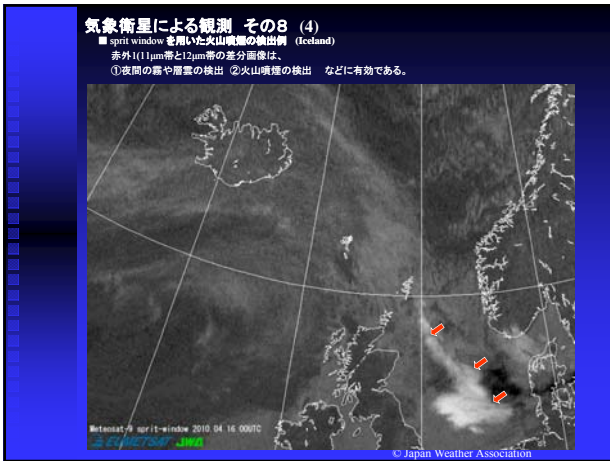 気象衛星による観測 その8 (4)
■ sprit windowを用いた火山噴煙の検出例 (Iceland)
赤外1(11μm帯と12μm帯の差分画像は、
①夜間の霧や層雲の検出 ②火山噴煙の検出 などに有効である。
Meteosat-9 sprit-window 2010 04.16 00UTC
EUMETSAT JWA
© Japan Weather Association